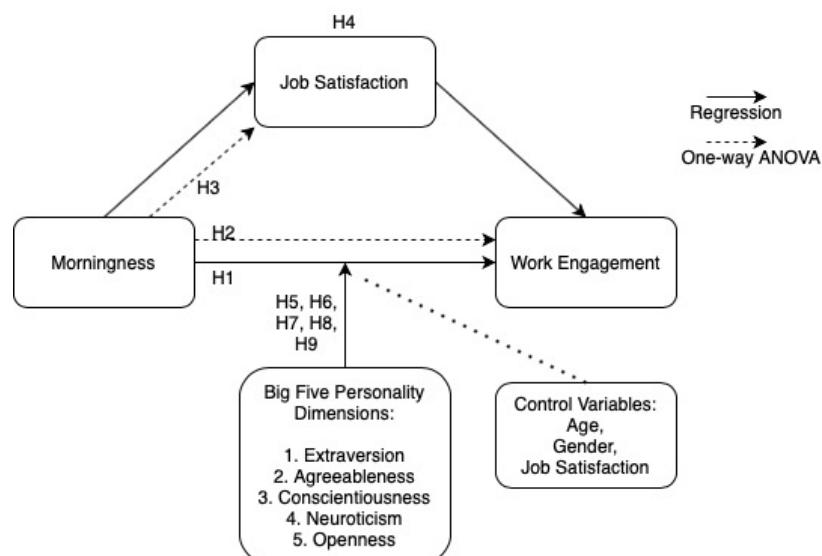 H4
Job Satisfaction
Regression
One-way ANOVA
H3
H2
Morningness
Work Engagement
H1
H5, H6,
H7, H8,
H9
Big Five Personality
Dimensions:
1. Extraversion
2. Agreeableness
3. Conscientiousness
4. Neuroticism
5. Openness
Control Variables:
Age,
Gender,
Job Satisfaction